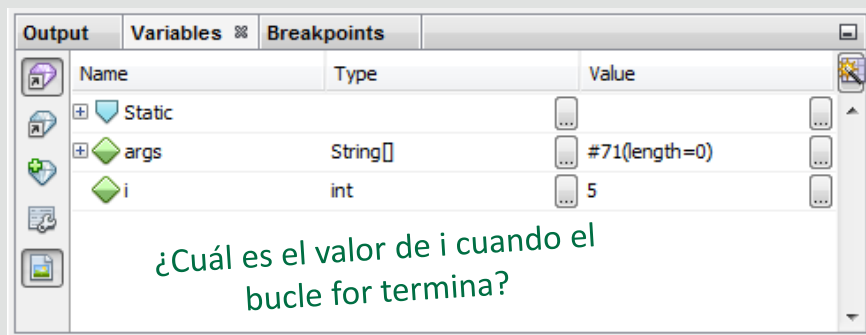 Output Variables Breakpoints
Name Type Value
Static ... ...
args String[] ... #71(length=0) ...
i int ... 5 ...
¿Cuál es el valor de i cuando el
bucle for termina?